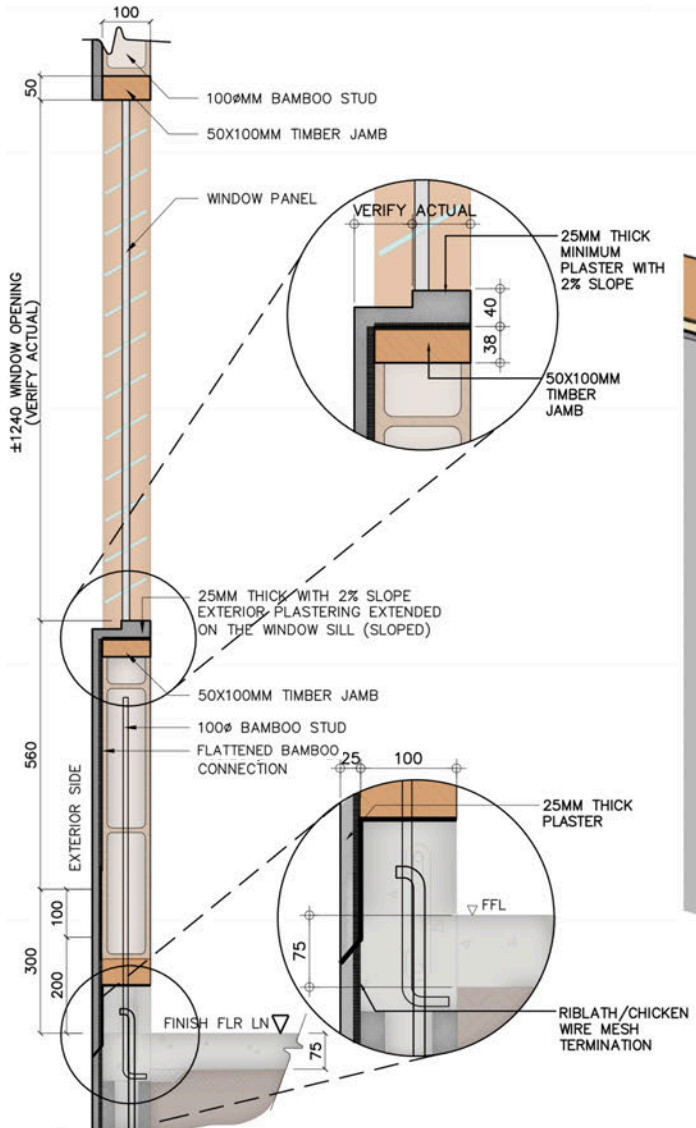 100
50
100ØMM BAMBOO STUD
50X100MM TIMBER JAMB
WINDOW PANEL
±1240 WINDOW OPENING
(VERIFY ACTUAL)
VERIFY ACTUAL
25MM THICK
MINIMUM
PLASTER WITH
2% SLOPE
40
38
50X100MM
TIMBER
JAMB
25MM THICK WITH 2% SLOPE
EXTERIOR PLASTERING EXTENDED
ON THE WINDOW SILL (SLOPED)
50X100MM TIMBER JAMB
100Ø BAMBOO STUD
FLATTENED BAMBOO
CONNECTION
560
EXTERIOR SIDE
25
100
25MM THICK
PLASTER
FFL
75
100
300
200
FINISH FLR LN
75
RIBLATH/CHICKEN
WIRE MESH
TERMINATION